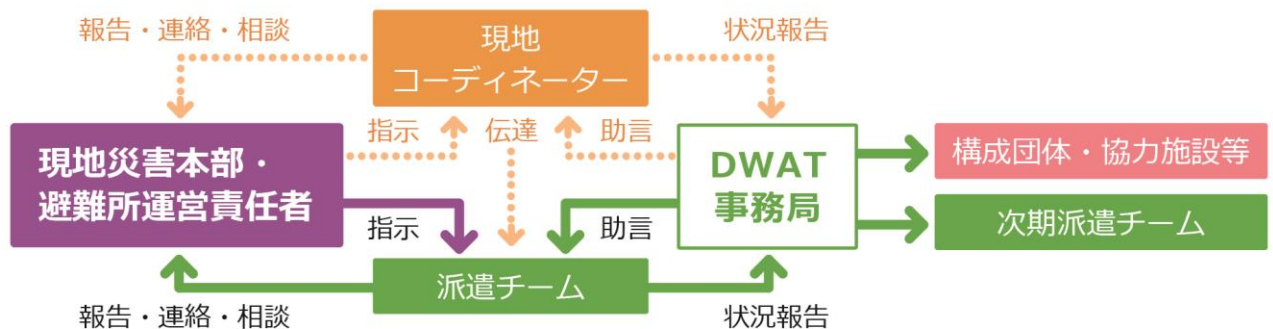 報告・連絡・相談
現地
コーディネーター
状況報告
指示
伝達
助言
現地災害本部・
避難所運営責任者
DWAT
事務局
構成団体・協力施設等
次期派遣チーム
指示
助言
派遣チーム
報告・連絡・相談
状況報告